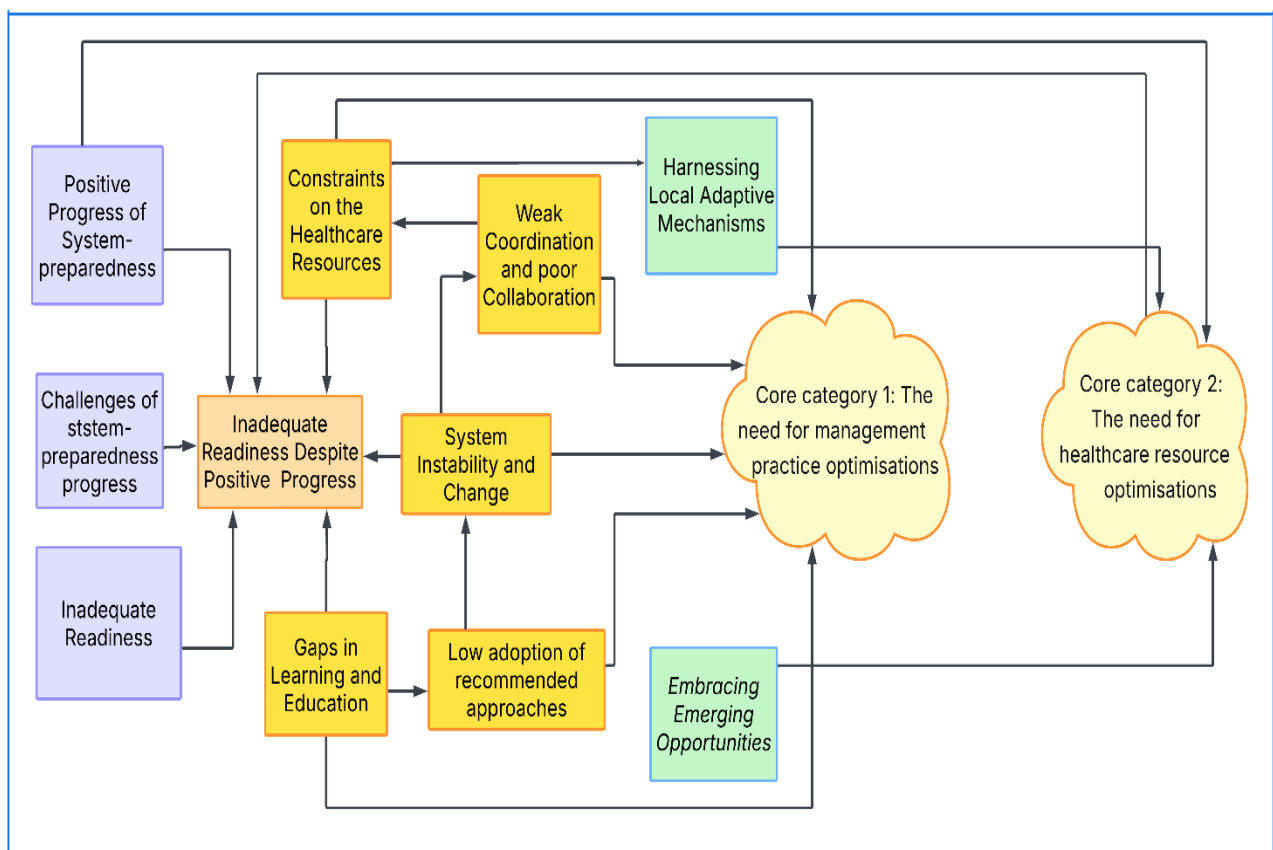 Positive
Progress of
System-
preparedness
Challenges of
ststem-
preparedness
progress
Inadequate
Readiness
Inadequate
Readiness Despite
Positive Progress
Constraints
on the
Healthcare
Resources
Weak
Coordination
and poor
Collaboration
System
Instability and
Change
Gaps in
Learning and
Education
Low adoption of
recommended
approaches
Harnessing
Local Adaptive
Mechanisms
Embracing
Emerging
Opportunities
Core category 1: The
need for management
practice optimisations
Core category 2:
The need for
healthcare resource
optimisations